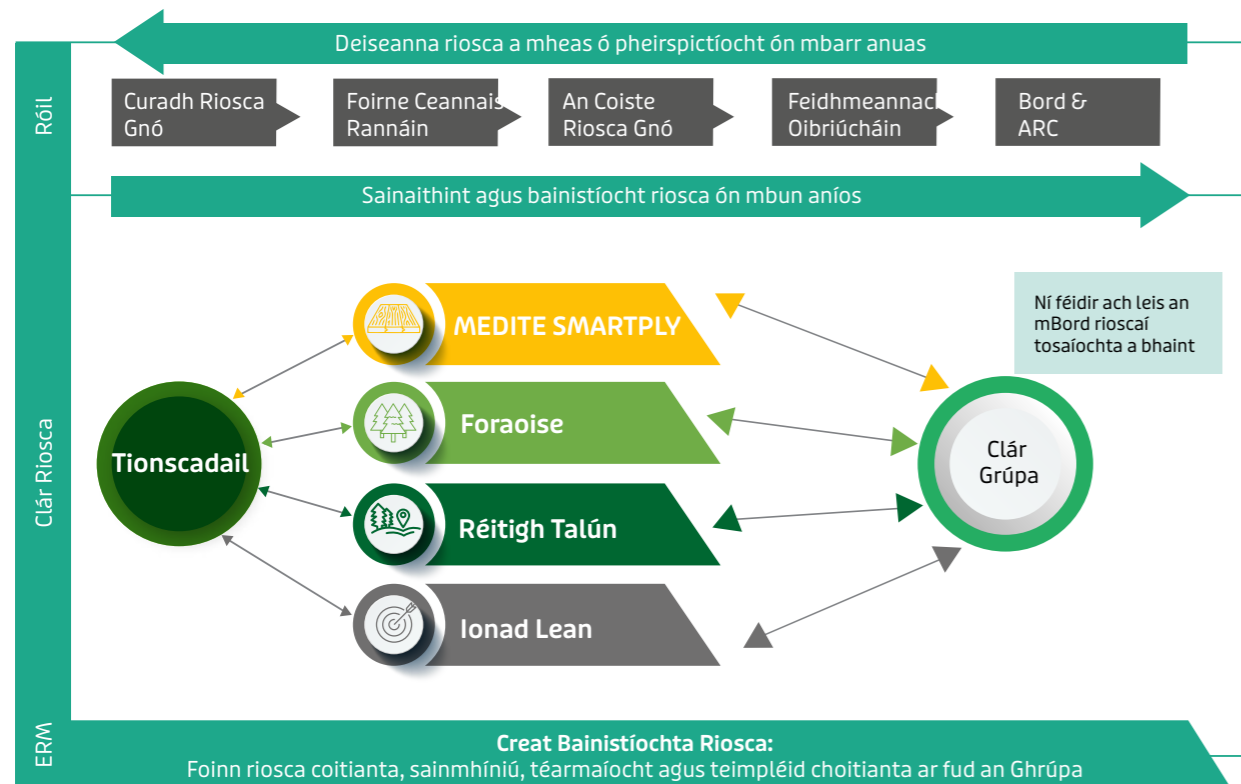 Deiseanna riosca a mheas ó pheirspictíocht ón mbarr anuas
Róil
Curadh Riosca
Gnó
Foirne Ceannais
Rannáin
An Coiste
Riosca Gnó
Feidhmeannach
Oibriúcháin
Bord &
ARC
Sainaithint agus bainistíocht riosca ón mbun aníos
Clár Riosca
Tionscadail
MEDITE SMARTPLY
Foraoise
Réitigh Talún
Ionad Lean
Ní féidir ach leis an
mBord rioscaí
tosaíochta a bhaint
Clár
Grúpa
ERM
Creat Bainistíochta Riosca:
Foinn riosca coitianta, sainmhíniú, téarmaíocht agus teimpléid choitianta ar fud an Ghrúpa